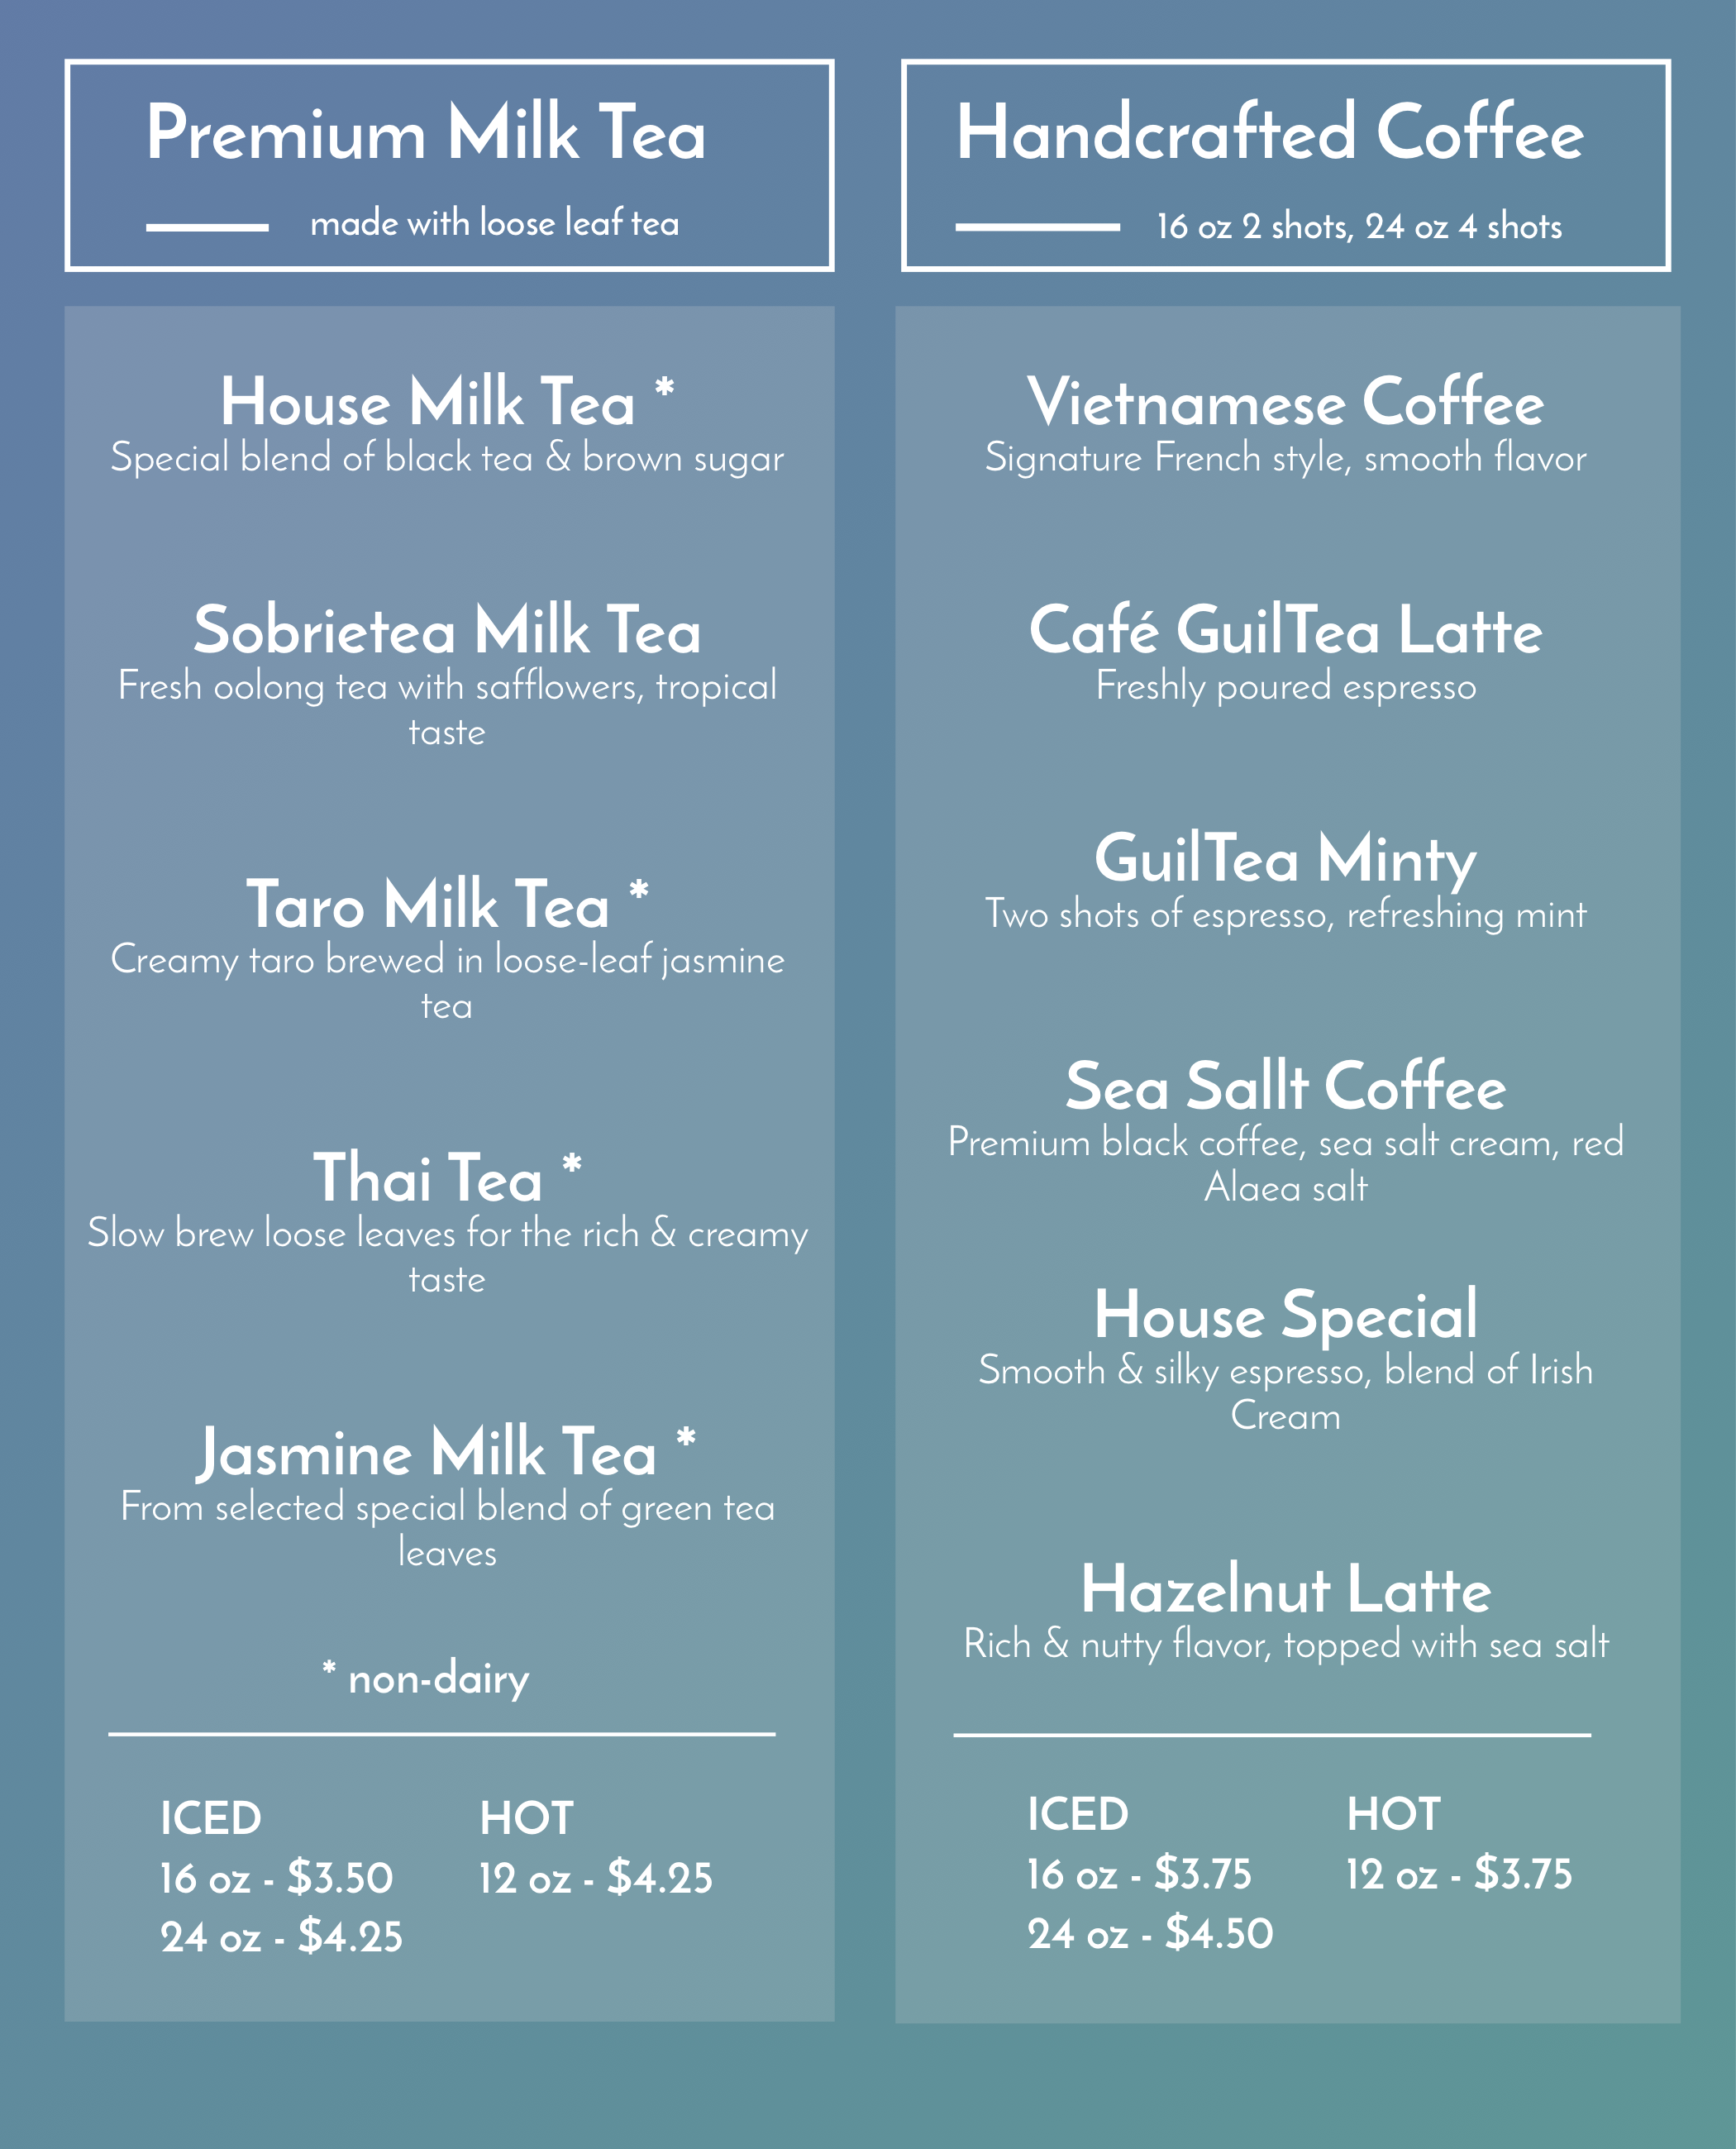 Premium Milk Tea
made with loose leaf tea
House Milk Tea *
Special blend of black tea & brown sugar
Sobrietea Milk Tea
Fresh oolong tea with safflowers, tropical
taste
Taro Milk Tea *
Creamy taro brewed in loose-leaf jasmine
tea
Thai Tea *
Slow brew loose leaves for the rich & creamy
taste
Jasmine Milk Tea *
From selected special blend of green tea
leaves
* non-dairy
ICED
16 oz - $3.50
24 oz - $4.25
HOT
12 oz - $4.25
Handcrafted Coffee
16 oz 2 shots, 24 oz 4 shots
Vietnamese Coffee
Signature French style, smooth flavor
Café GuilTea Latte
Freshly poured espresso
GuilTea Minty
Two shots of espresso, refreshing mint
Sea Sallt Coffee
Premium black coffee, sea salt cream, red
Alaea salt
House Special
Smooth & silky espresso, blend of Irish
Cream
Hazelnut Latte
Rich & nutty flavor, topped with sea salt
ICED
16 oz - $3.75
24 oz - $4.50
HOT
12 oz - $3.75